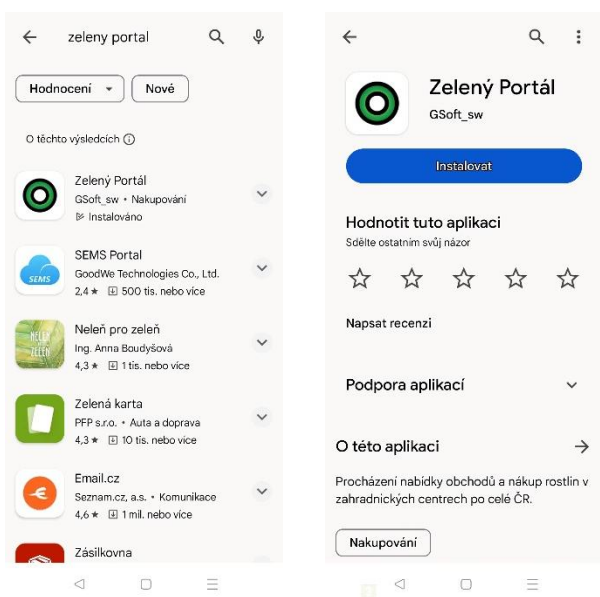 zeleny portal
Hodnocení
Nové
O těchto výsledcích
Zelený Portál
GSoft_sw • Nakupování
Instalováno
SEMS
SEMS Portal
GoodWe Technologies Co., Ltd.
2,4 ★ 500 tis. nebo více
NELEŇ
PRO
ZELEŇ
Neleň pro zeleň
Ing. Anna Boudyšová
4,3 ★ 1 tis. nebo více
Zelená karta
PFP s.r.o. • Auta a doprava
4,3 ★ 10 tis. nebo více
Email.cz
Seznam.cz, a.s. • Komunikace
4,6 ★ 1 mil. nebo více
Zásilkovna
Zelený Portál
GSoft_sw
Instalovat
Hodnotit tuto aplikaci
Sdělte ostatním svůj názor
Napsat recenzi
Podpora aplikací
O této aplikaci
Procházení nabídky obchodů a nákup rostlin v
zahradnických centrech po celé ČR.
Nakupování